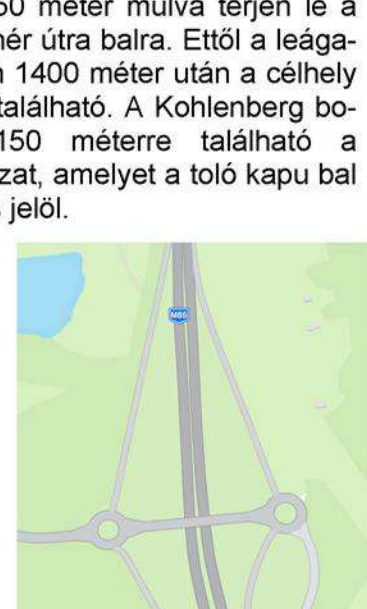 50 méter múlva térjen le a
ér útra balra. Ettől a leága-
1400 méter után a célhely
található. A Kohlenberg bo-
150 méterre található a
zat, amelyet a toló kapu bal
jelöl.
M85